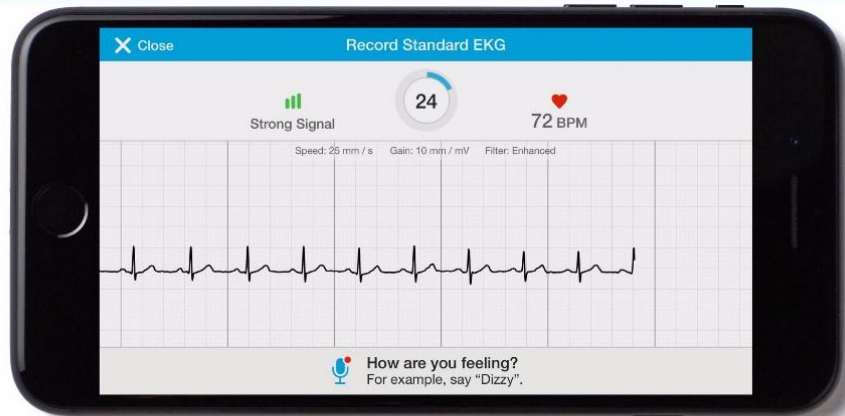 Close
Record Standard EKG
24
Strong Signal
72 BPM
Speed: 25 mm / s Gain: 10 mm / mV Filter: Enhanced
How are you feeling?
For example, say “Dizzy”.